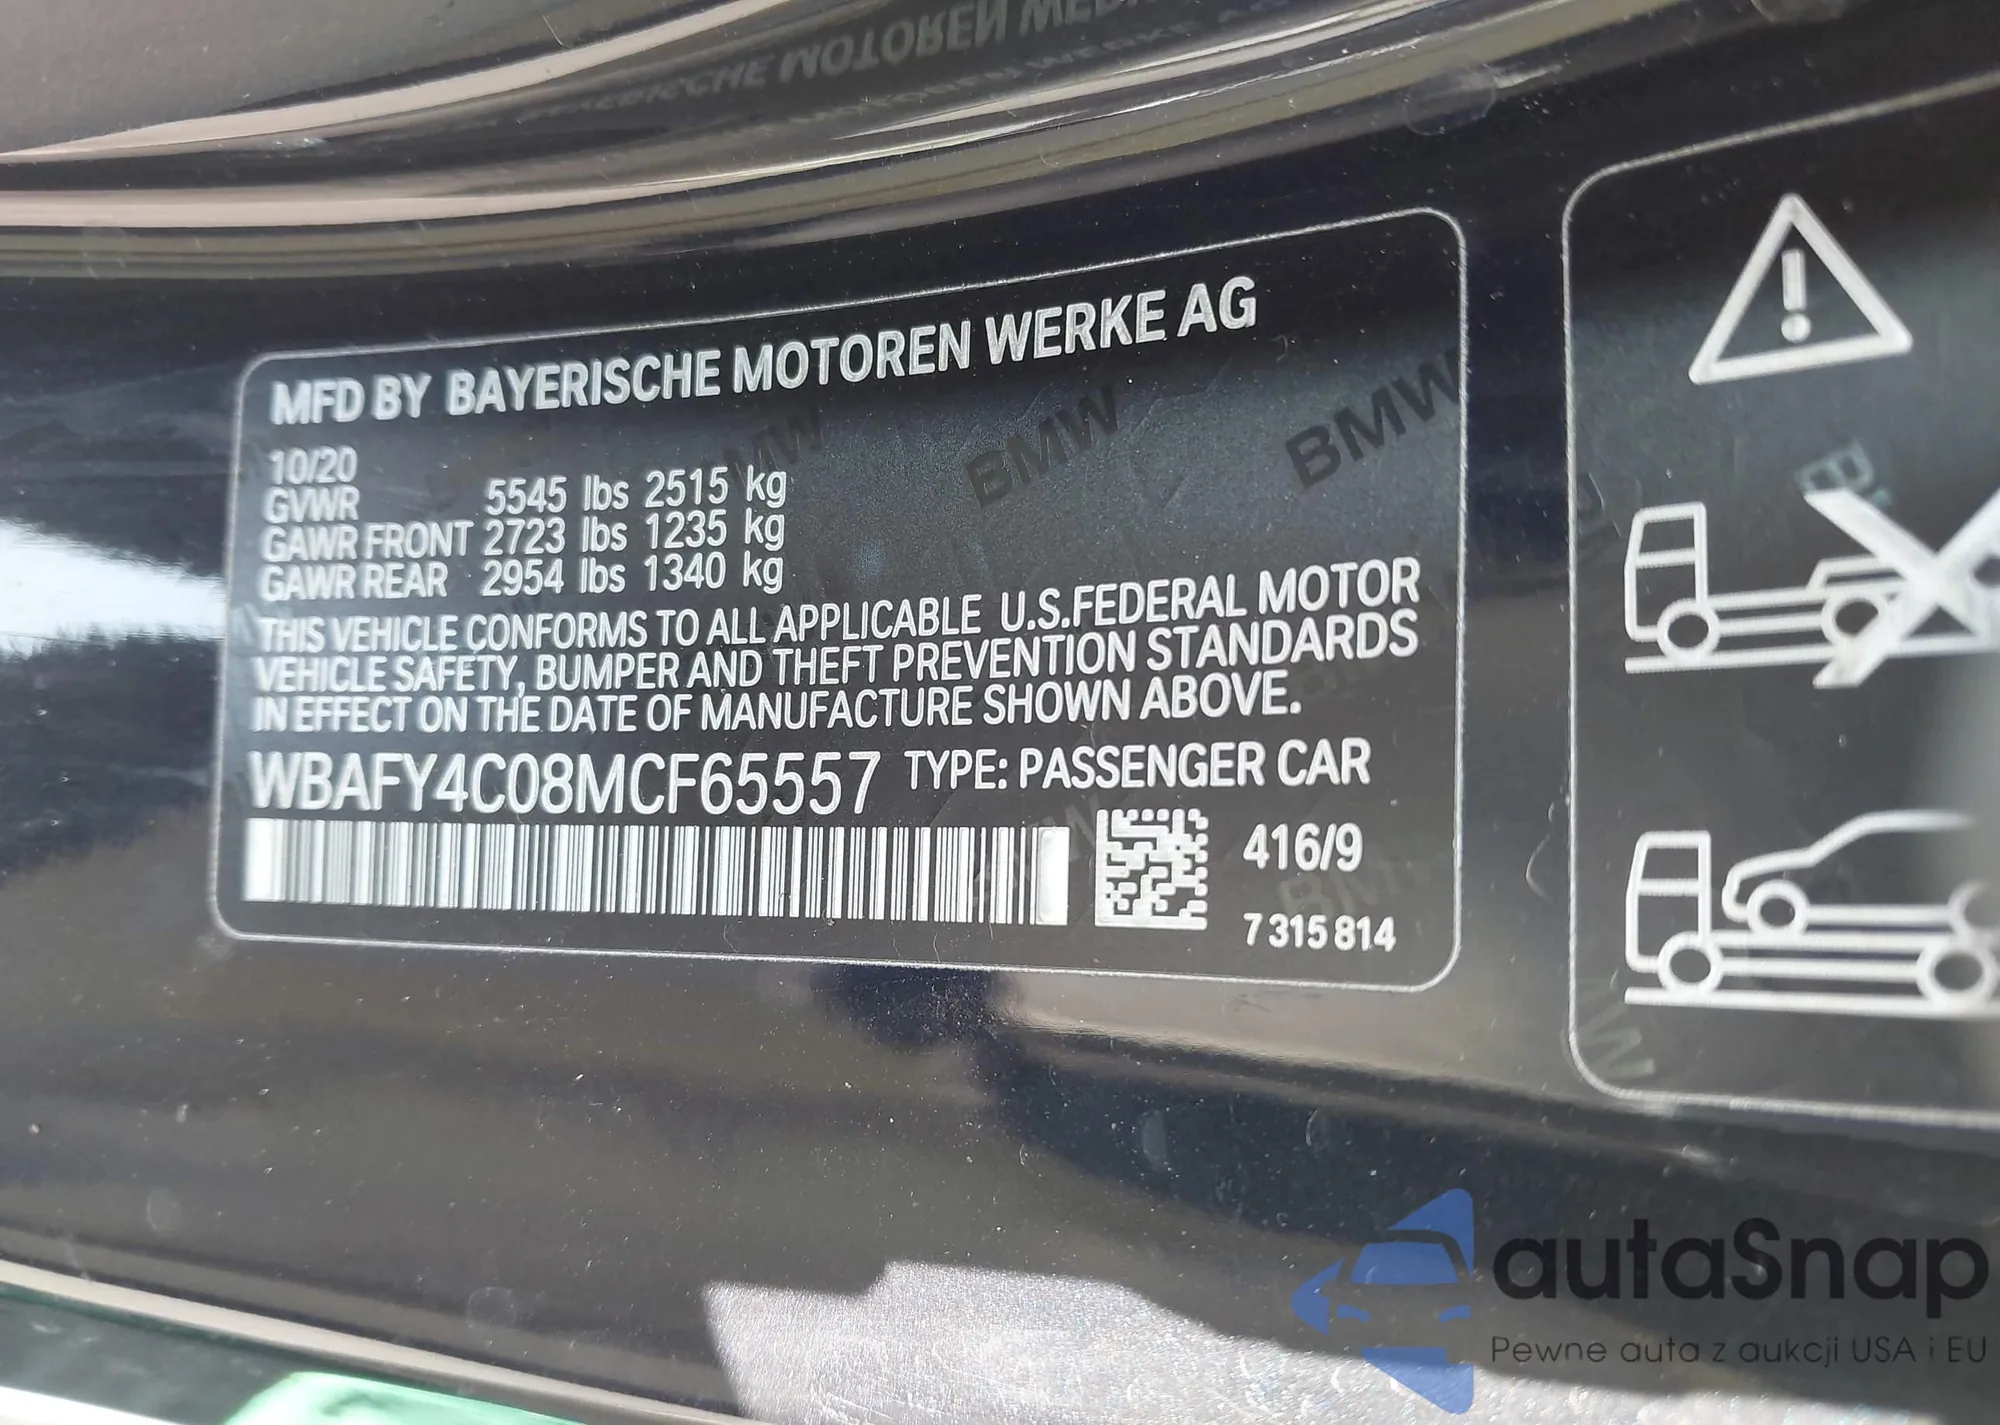 MFD BY BAYERISCHE MOTOREN WERKE AG
10/20
GVWR 5545 lbs 2515 kg
GAWR FRONT 2723 lbs 1235 kg
GAWR REAR 2954 lbs 1340 kg
THIS VEHICLE CONFORMS TO ALL APPLICABLE U.S.FEDERAL MOTOR
VEHICLE SAFETY, BUMPER AND THEFT PREVENTION STANDARDS
IN EFFECT ON THE DATE OF MANUFACTURE SHOWN ABOVE.
WBAFY4C08MCF65557 TYPE: PASSENGER CAR
416/9
7 315 814
BMW
BMW
autaSnap
Pewne auta z aukcji USA i EU